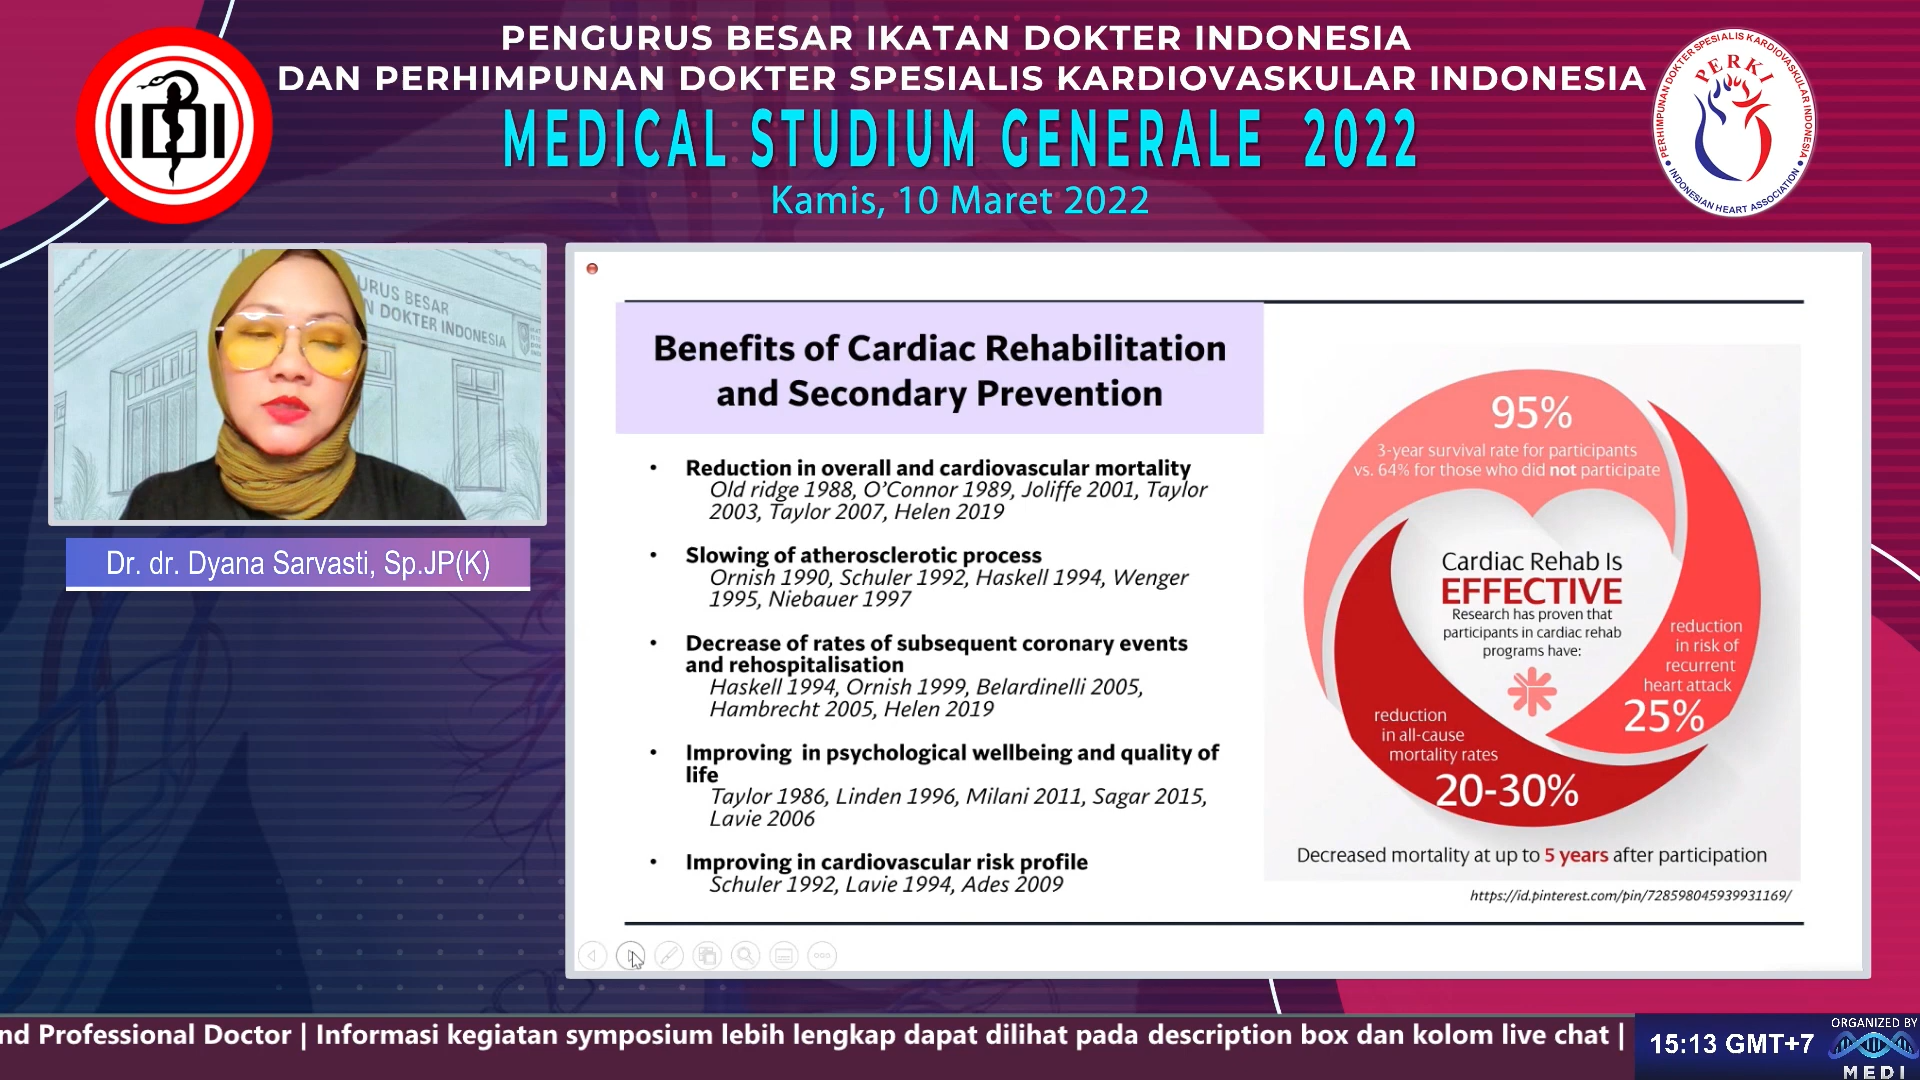 PENGURUS BESAR IKATAN DOKTER INDONESIA
DAN PERHIMPUNAN DOKTER SPESIALIS KARDIOVASKULAR INDONESIA
MEDICAL STUDIUM GENERALE 2022
Kamis, 10 Maret 2022
IDI
PERHIMPUNAN DOKTER SPESIALIS KARDIOVASKULAR INDONESIA
PERKI
INDONESIAN HEART ASSOCIATION
URUS BESAR
N DOKTER INDONESIA
Dr. dr. Dyana Sarvasti, Sp.JP(K)
Benefits of Cardiac Rehabilitation
and Secondary Prevention
• Reduction in overall and cardiovascular mortality
Old ridge 1988, O'Connor 1989, Joliffe 2001, Taylor
2003, Taylor 2007, Helen 2019
• Slowing of atherosclerotic process
Ornish 1990, Schuler 1992, Haskell 1994, Wenger
1995, Niebauer 1997
• Decrease of rates of subsequent coronary events
and rehospitalisation
Haskell 1994, Ornish 1999, Belardinelli 2005,
Hambrecht 2005, Helen 2019
• Improving in psychological wellbeing and quality of
life
Taylor 1986, Linden 1996, Milani 2011, Sagar 2015,
Lavie 2006
• Improving in cardiovascular risk profile
Schuler 1992, Lavie 1994, Ades 2009
95%
3-year survival rate for participants
vs. 64% for those who did not participate
Cardiac Rehab Is
EFFECTIVE
Research has proven that
participants in cardiac rehab
programs have:
reduction
in risk of
recurrent
heart attack
25%
reduction
in all-cause
mortality rates
20-30%
Decreased mortality at up to 5 years after participation
https://id.pinterest.com/pin/728598045939931169/
nd Professional Doctor | Informasi kegiatan symposium lebih lengkap dapat dilihat pada description box dan kolom live chat |
15:13 GMT+7
ORGANIZED BY
MEDI